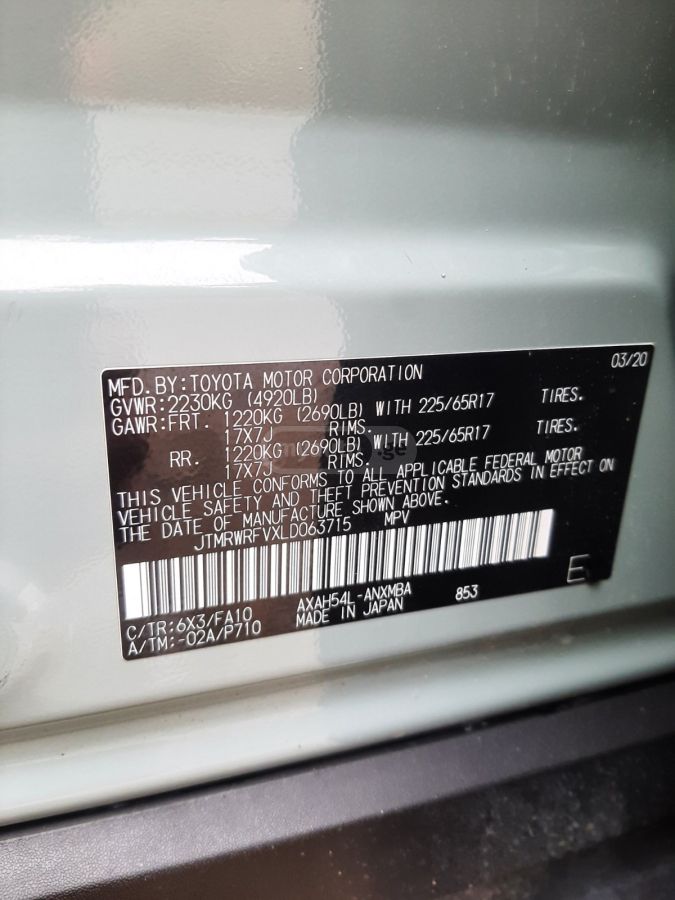 MFD. BY: TOYOTA MOTOR CORPORATION 03/20
GVWR: 2230KG (4920LB)
GAWR: FRT. 1220KG (2690LB) WITH 225/65R17 TIRES.
17X7J RIMS.
RR. 1220KG (2690LB) WITH 225/65R17 TIRES.
17X7J RIMS.
THIS VEHICLE CONFORMS TO ALL APPLICABLE FEDERAL MOTOR
VEHICLE SAFETY AND THEFT PREVENTION STANDARDS IN EFFECT ON
THE DATE OF MANUFACTURE SHOWN ABOVE.
JTMRWRFVXLD063715 MPV
E
C/TR: 6X3/FA10 AXAH54L-ANXMBA 853
A/TM: -02A/P710 MADE IN JAPAN